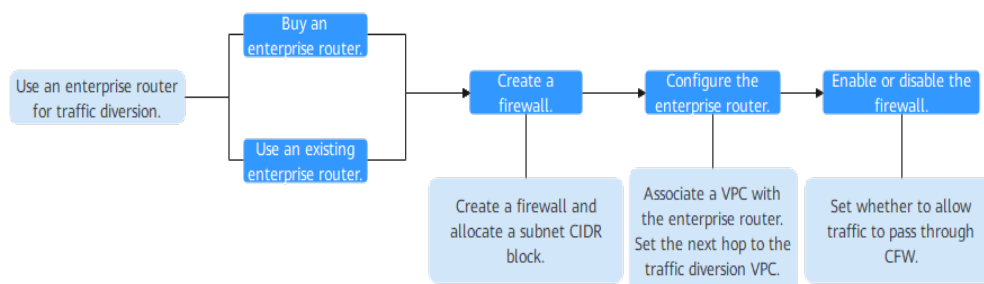 Buy an
enterprise router.
Use an enterprise router
for traffic diversion.
Create a
firewall.
Configure the
enterprise router.
Enable or disable the
firewall.
Use an existing
enterprise router.
Create a firewall and
allocate a subnet CIDR
block.
Associate a VPC with
the enterprise router.
Set the next hop to the
traffic diversion VPC.
Set whether to allow
traffic to pass through
CFW.